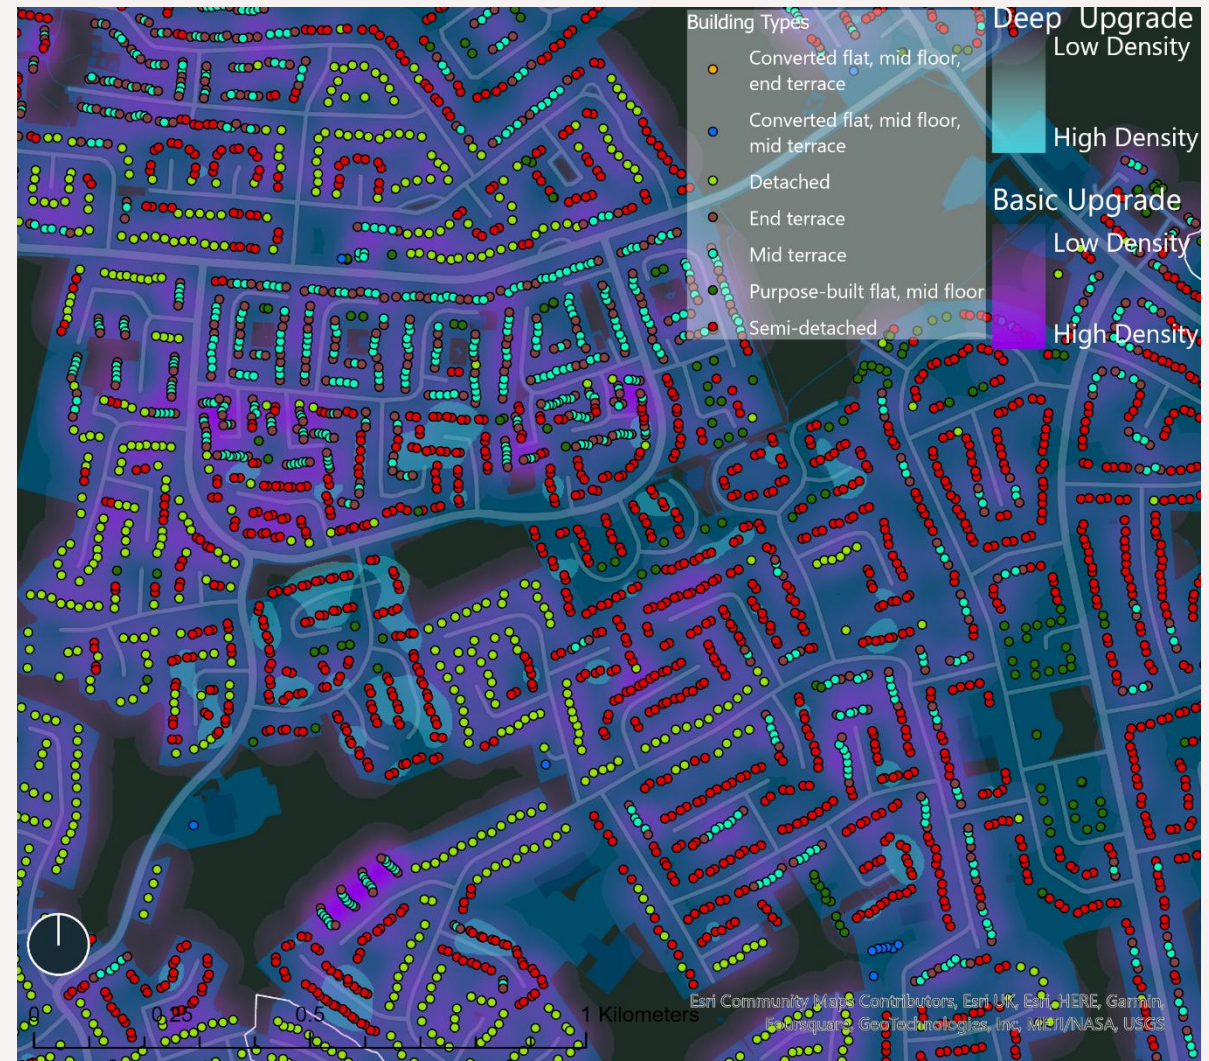 Building Types
Converted flat, mid floor,
end terrace
Converted flat, mid floor,
mid terrace
Detached
End terrace
Mid terrace
Purpose-built flat, mid floor
Semi-detached
Deep Upgrade
Low Density
High Density
Basic Upgrade
Low Density
High Density
0 0.25 0.5 1 Kilometers
Esri Community Maps Contributors, Esri UK, Esri, HERE, Garmin,
Foursquare, GeoTechnologies, Inc, METI/NASA, USGS